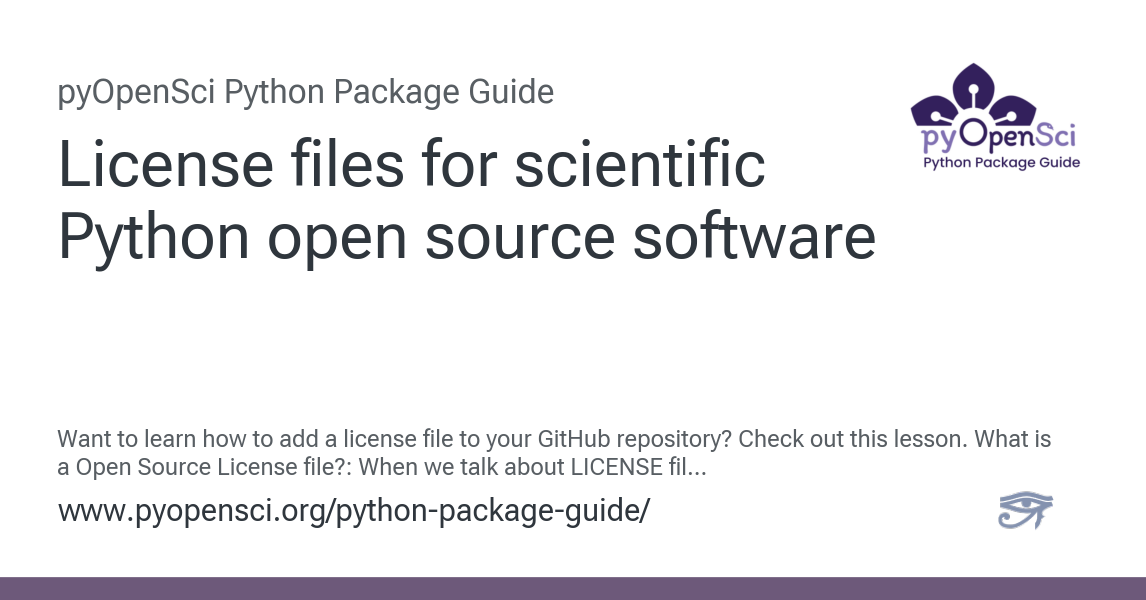 pyOpenSci Python Package Guide
License files for scientific
Python open source software
pyOpenSci
Python Package Guide
Want to learn how to add a license file to your GitHub repository? Check out this lesson. What is
a Open Source License file?: When we talk about LICENSE fil...
www.pyopensci.org/python-package-guide/